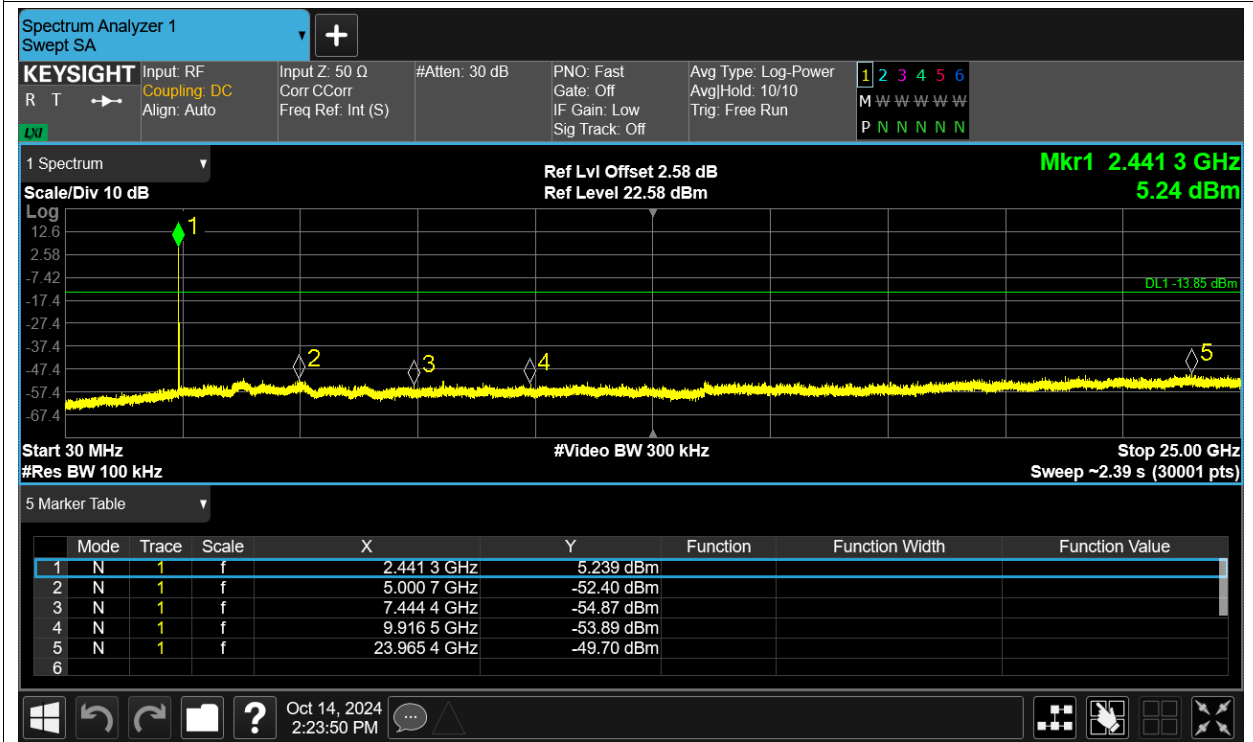 Spectrum Analyzer 1
Swept SA
+
KEYSIGHT
R T
LXI
Input: RF
Coupling: DC
Align: Auto
Input Z: 50 Ω
Corr CCorr
Freq Ref: Int (S)
#Atten: 30 dB
PNO: Fast
Gate: Off
IF Gain: Low
Sig Track: Off
Avg Type: Log-Power
Avg|Hold: 10/10
Trig: Free Run
1 2 3 4 5 6
M W W W W W
P N N N N N
1 Spectrum
Scale/Div 10 dB
Ref Lvl Offset 2.58 dB
Ref Level 22.58 dBm
Mkr1 2.441 3 GHz
5.24 dBm
Log
12.6
2.58
-7.42
-17.4
-27.4
-37.4
-47.4
-57.4
-67.4
1
2
3
4
5
DL1 -13.85 dBm
Start 30 MHz
#Res BW 100 kHz
#Video BW 300 kHz
Stop 25.00 GHz
Sweep ~2.39 s (30001 pts)
5 Marker Table
Mode Trace Scale X Y Function Function Width Function Value
1 N 1 f 2.441 3 GHz 5.239 dBm
2 N 1 f 5.000 7 GHz -52.40 dBm
3 N 1 f 7.444 4 GHz -54.87 dBm
4 N 1 f 9.916 5 GHz -53.89 dBm
5 N 1 f 23.965 4 GHz -49.70 dBm
6
?
Oct 14, 2024
2:23:50 PM